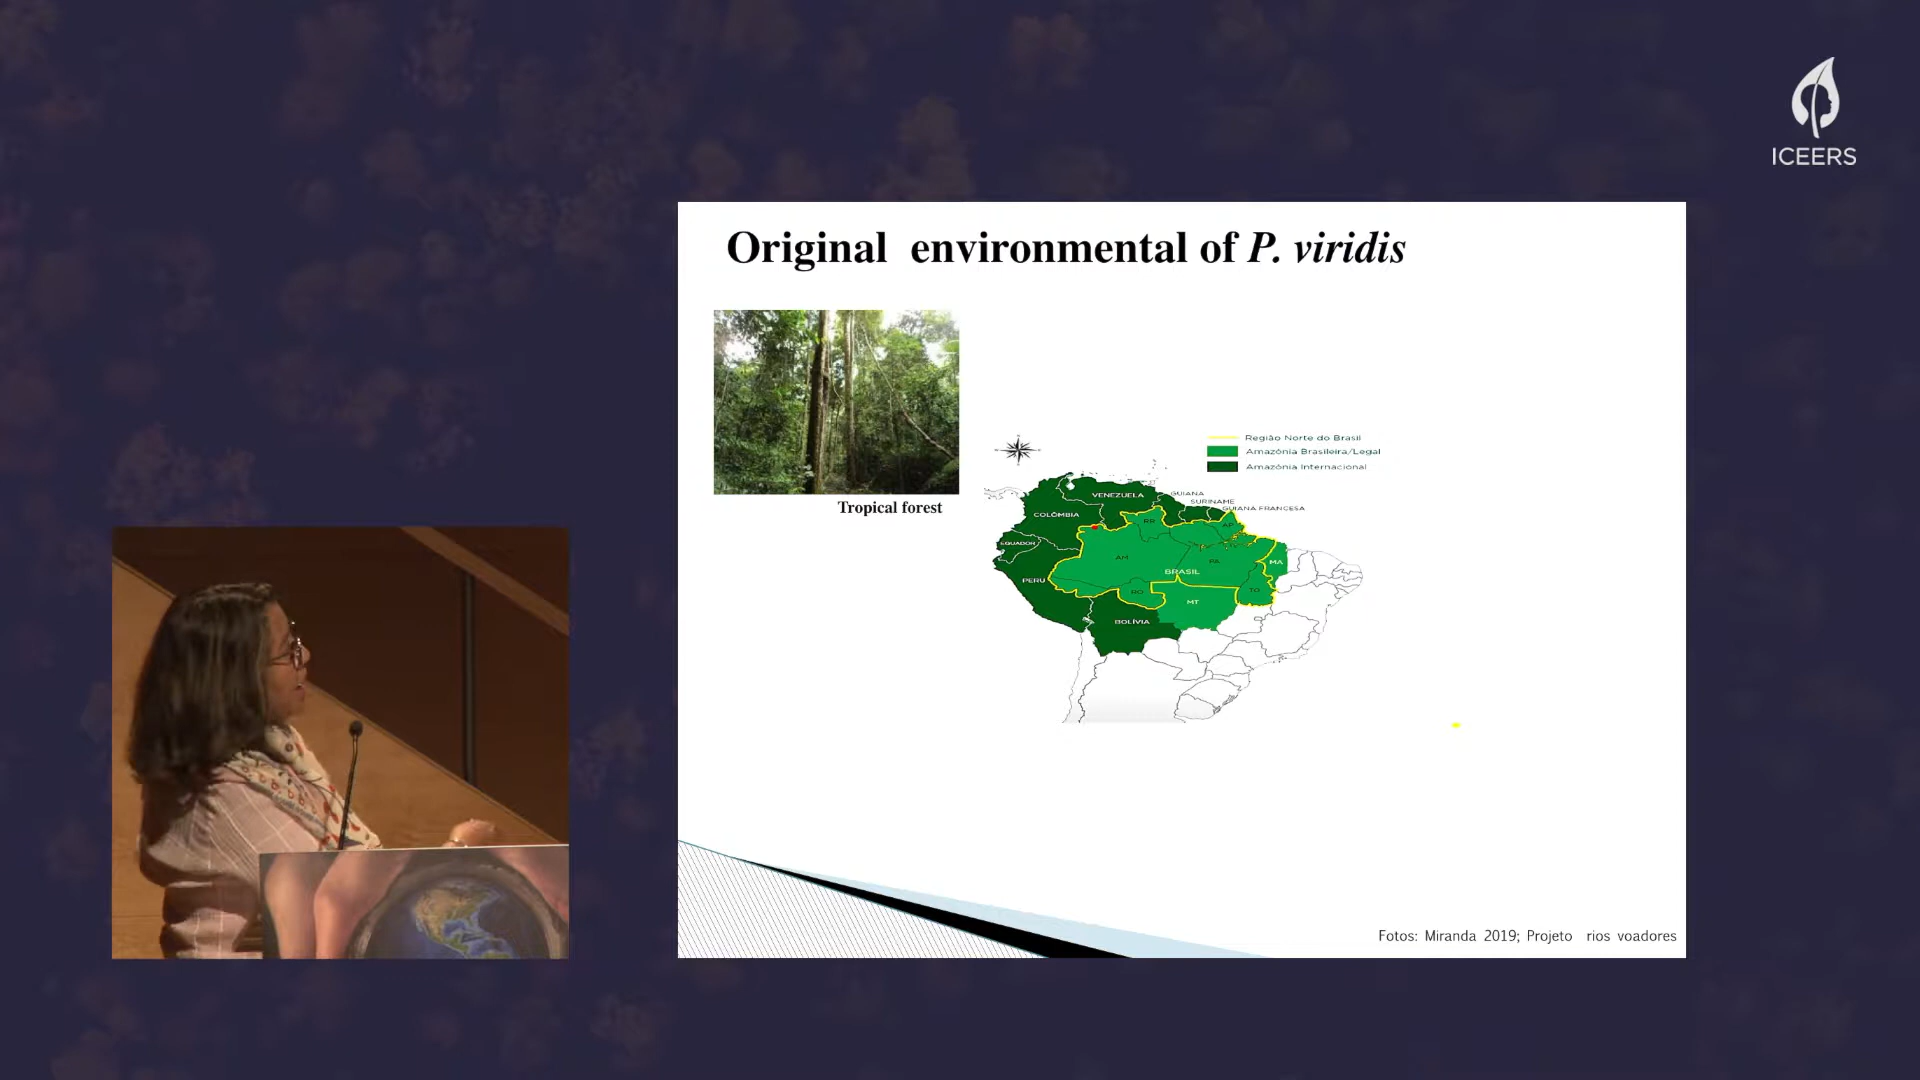 ICEERS
Original environmental of P. viridis
Tropical forest
Região Norte do Brasil
Amazônia Brasileira/Legal
Amazônia Internacional
VENEZUELA
GUIANA
SURINAME
GUIANA FRANCESA
COLÔMBIA
RR
AP
EQUADOR
AM
PA
MA
BRASIL
PERU
RO
TO
MT
BOLÍVIA
Fotos: Miranda 2019; Projeto rios voadores